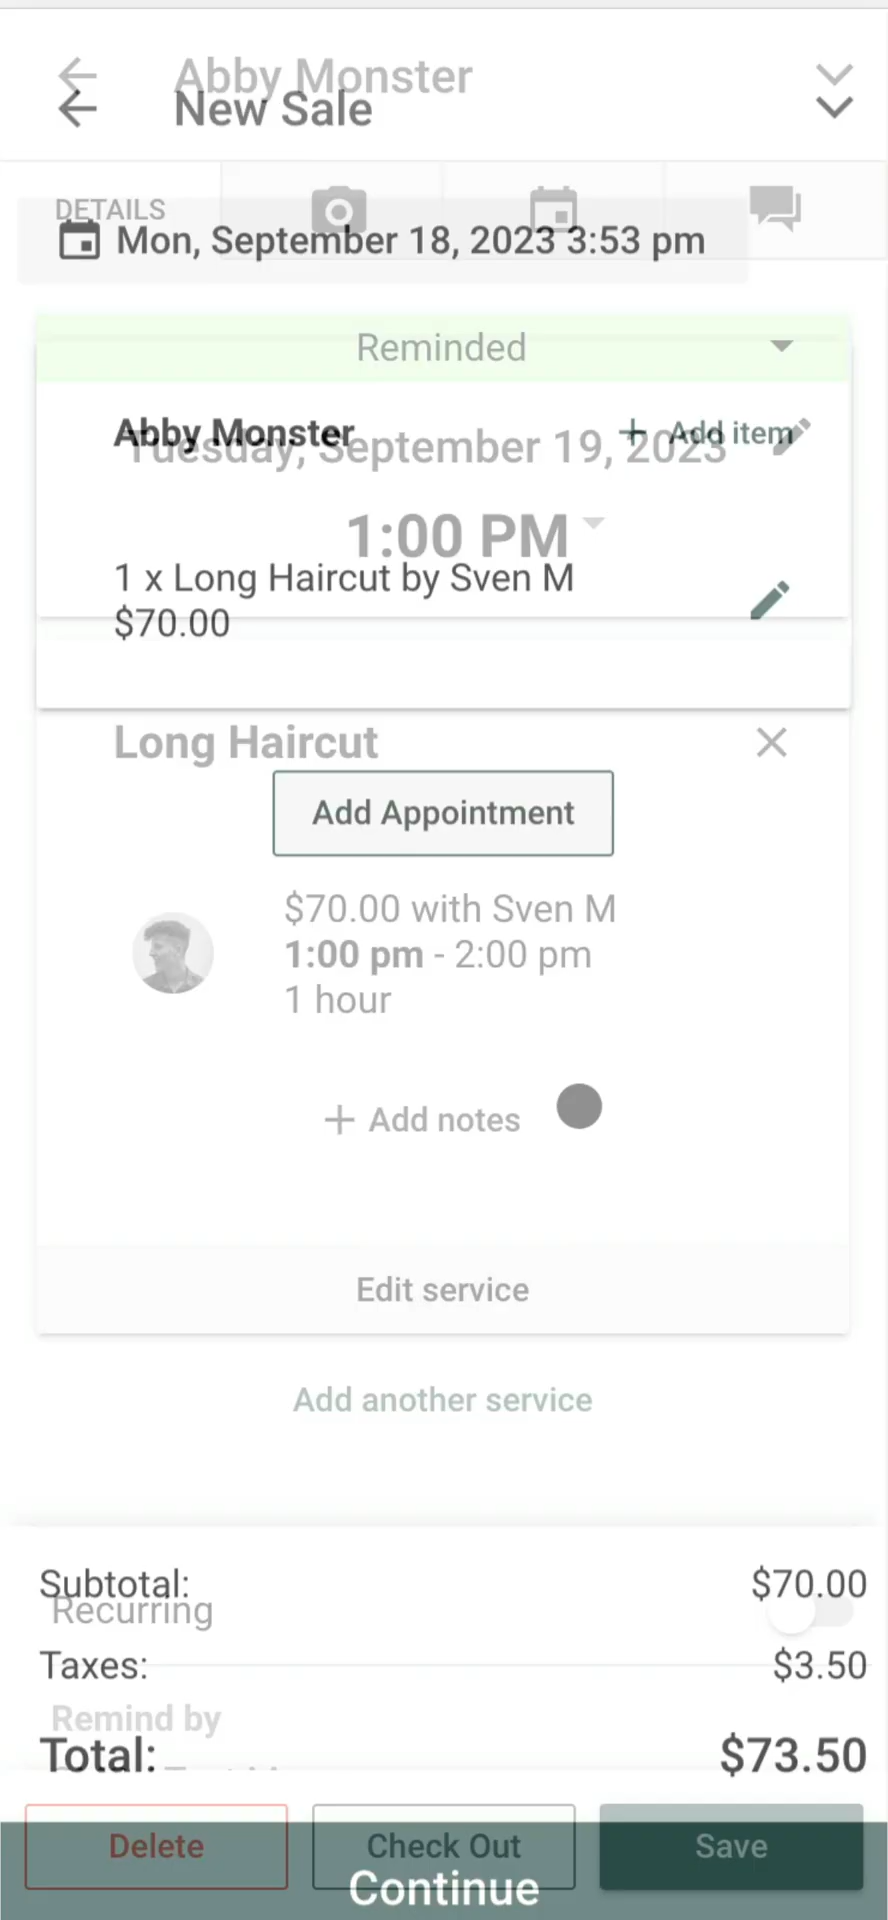 Abby Monster
New Sale
DETAILS
Mon, September 18, 2023 3:53 pm
Reminded
Abby Monster
+ Add item
Tuesday, September 19, 2023
1:00 PM
1 x Long Haircut by Sven M
$70.00
Long Haircut
Add Appointment
$70.00 with Sven M
1:00 pm - 2:00 pm
1 hour
+ Add notes
Edit service
Add another service
Subtotal: $70.00
Recurring
Taxes: $3.50
Remind by
Total: $73.50
Delete
Check Out
Save
Continue